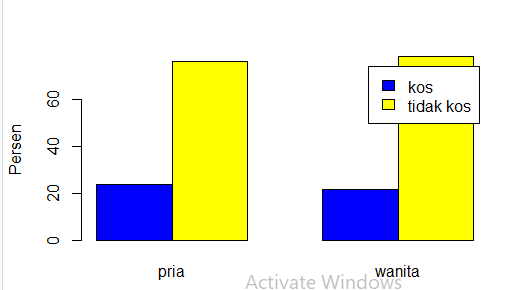 Persen
60
40
20
0
kos
tidak kos
pria
wanita
Activate Windows